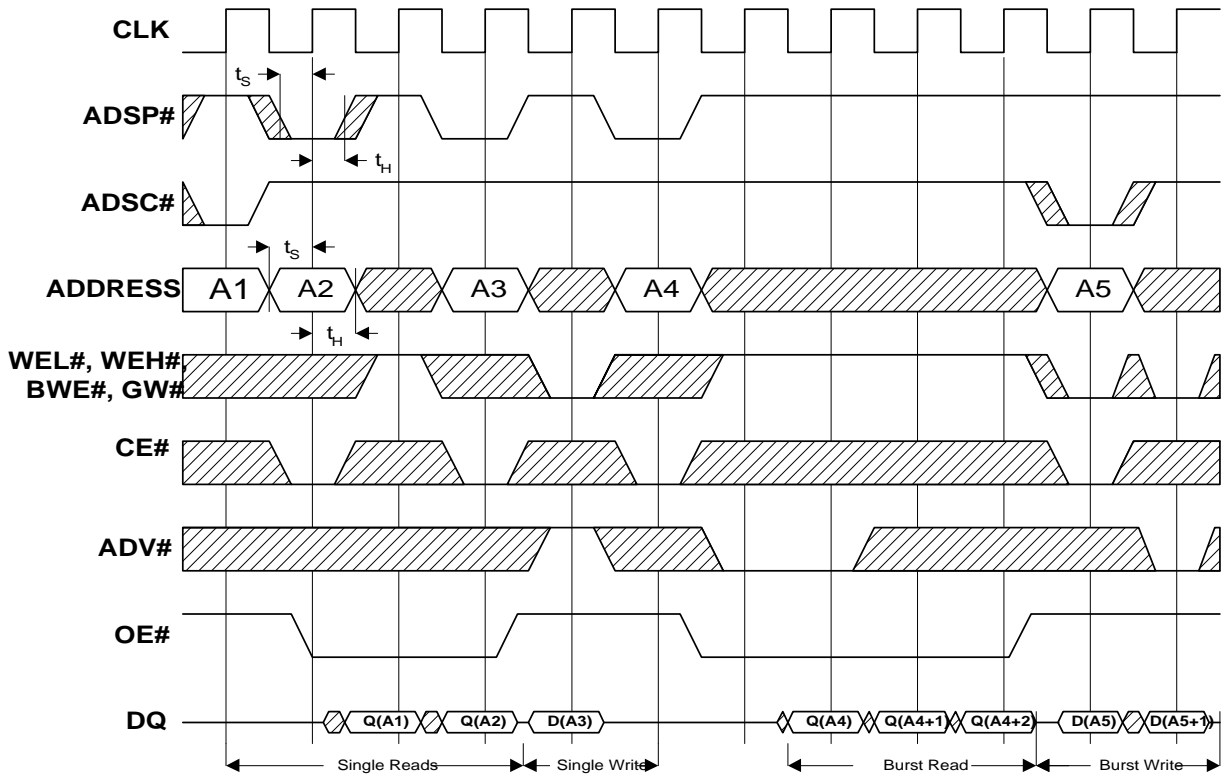 CLK
tS
ADSP#
tH
ADSC#
tS
ADDRESS A1 A2 A3 A4 A5
tH
WEL#, WEH#,
BWE#, GW#
CE#
ADV#
OE#
DQ Q(A1) Q(A2) D(A3) Q(A4) Q(A4+1) Q(A4+2) D(A5) D(A5+1)
Single Reads Single Write Burst Read Burst Write